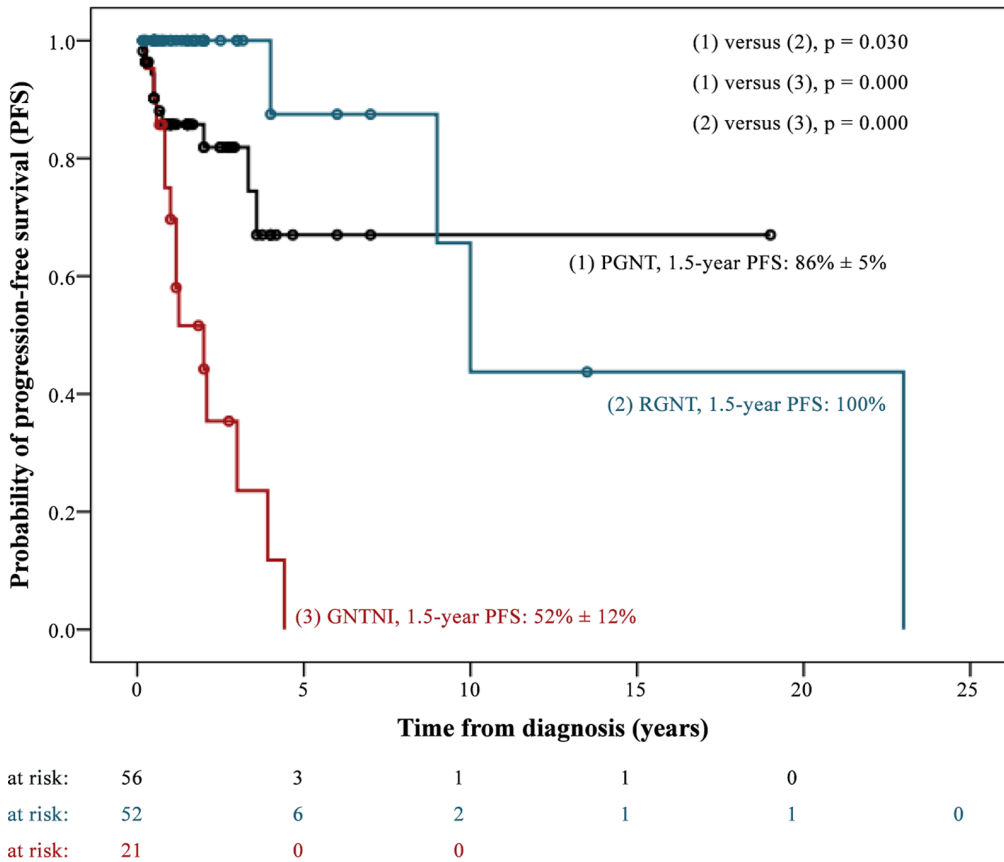 Probability of progression-free survival (PFS)
1.0
0.8
0.6
0.4
0.2
0.0
(1) versus (2), p = 0.030
(1) versus (3), p = 0.000
(2) versus (3), p = 0.000
(1) PGNT, 1.5-year PFS: 86% ± 5%
(2) RGNT, 1.5-year PFS: 100%
(3) GNTNI, 1.5-year PFS: 52% ± 12%
0 5 10 15 20 25
Time from diagnosis (years)
at risk: 56 3 1 1 0
at risk: 52 6 2 1 1 0
at risk: 21 0 0